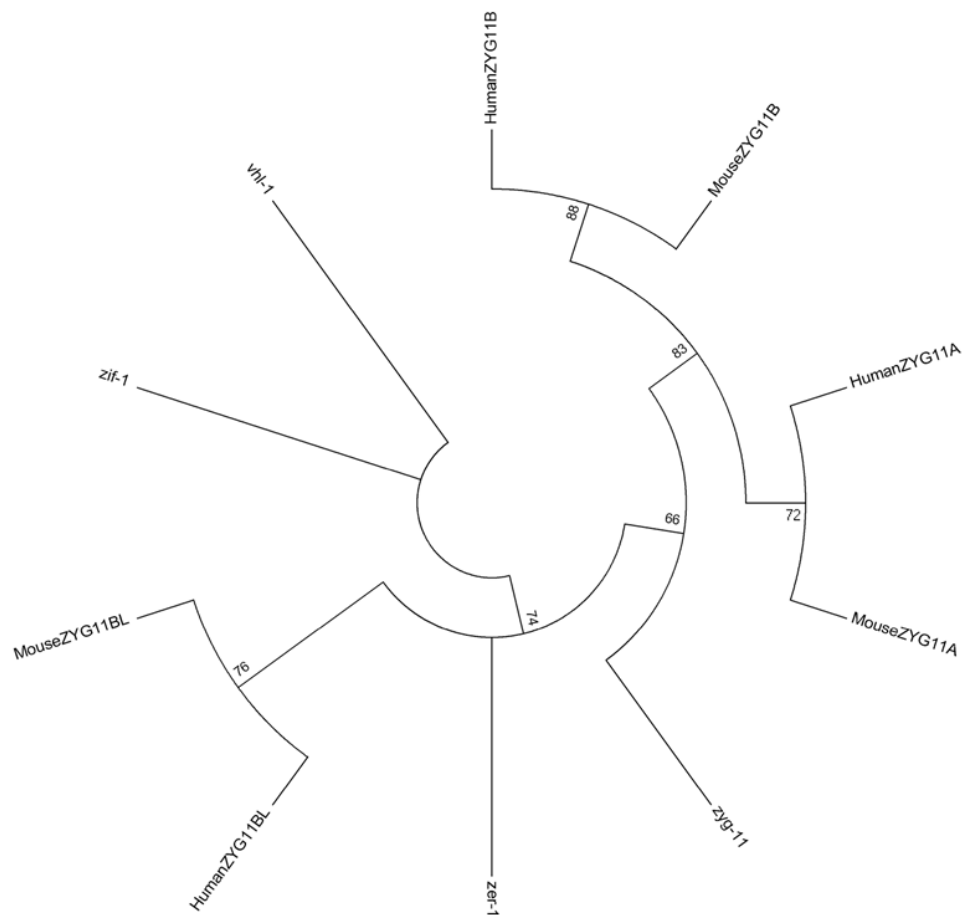 HumanZYG11B
MouseZYG11B
vhl-1
88
83
HumanZYG11A
zif-1
66
72
74
MouseZYG11A
MouseZYG11BL
76
zyg-11
HumanZYG11BL
zer-1